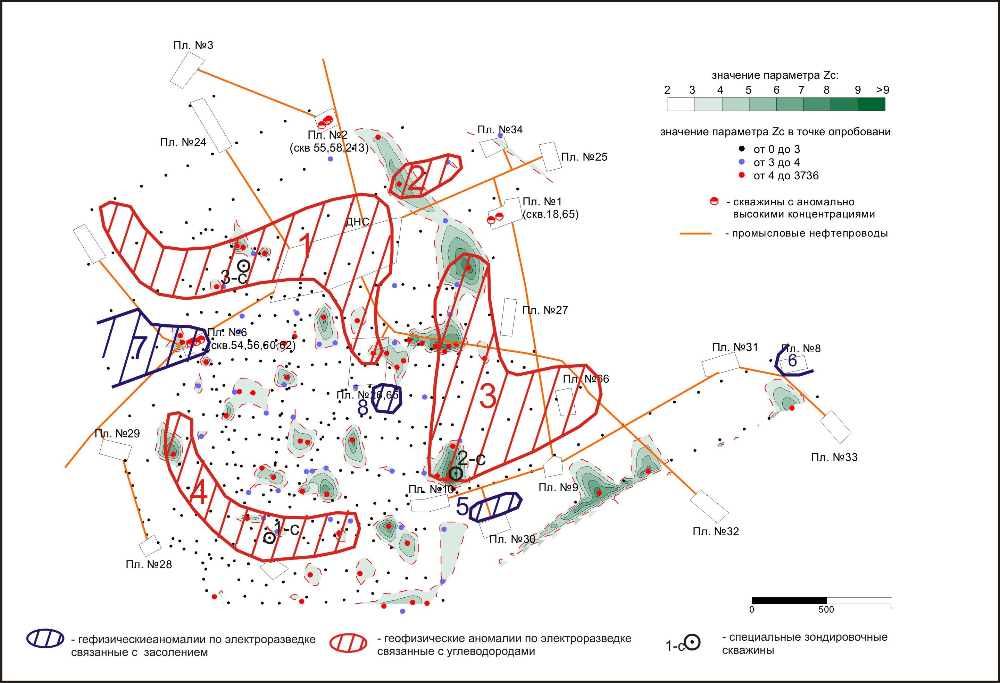 Пл. №3
значение параметра Zc:
2 3 4 5 6 7 8 9 >9
Пл. №24
Пл. №2
(скв 55,58,213)
Пл. №34
Пл. №25
значение параметра Zc в точке опробовани
от 0 до 3
от 3 до 4
от 4 до 3736
- скважины с аномально
высокими концентрациями
- промысловые нефтепроводы
2
Пл. №1
(скв.18,65)
ДНС
1
3-с
Пл. №27
Пл. №6
(скв.54,56,60,62)
7
Пл. №31
Пл. №8
6
Пл. №66
3
Пл. №26,65
8
Пл. №29
2-с
Пл. №33
Пл. №10
Пл. №9
4
5
1-с
Пл. №30
Пл. №32
Пл. №28
0 500
- гефизическиеаномалии по электроразведке
связанные с засолением
- геофизические аномалии по электроразведке
связанные с углеводородами
1-с
- специальные зондировочные
скважины